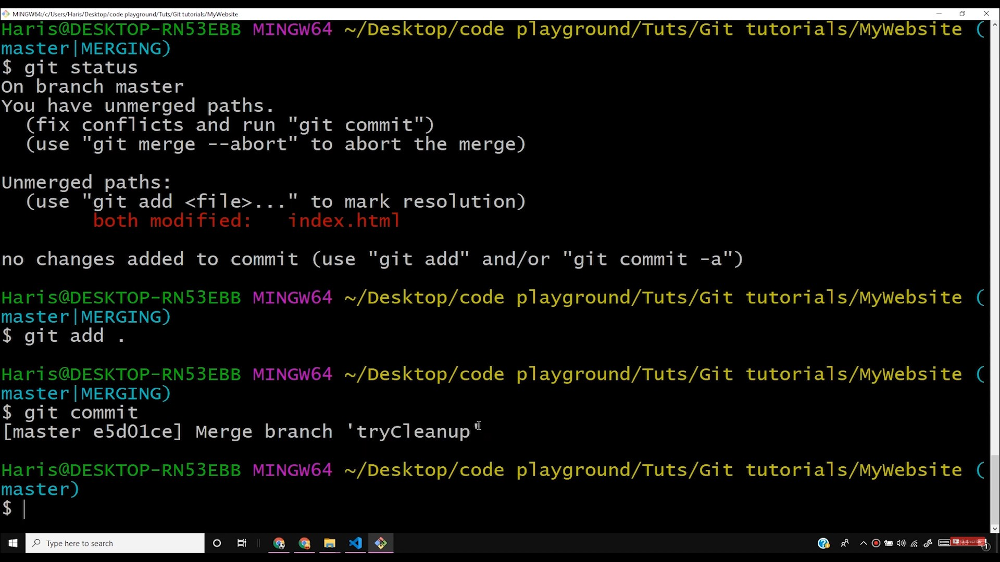 MINGW64:/c/Users/Haris/Desktop/code playground/Tuts/Git tutorials/MyWebsite
Haris@DESKTOP-RN53EBB MINGW64 ~/Desktop/code playground/Tuts/Git tutorials/MyWebsite (
master|MERGING)
$ git status
On branch master
You have unmerged paths.
  (fix conflicts and run "git commit")
  (use "git merge --abort" to abort the merge)
Unmerged paths:
  (use "git add <file>..." to mark resolution)
        both modified:   index.html
no changes added to commit (use "git add" and/or "git commit -a")
Haris@DESKTOP-RN53EBB MINGW64 ~/Desktop/code playground/Tuts/Git tutorials/MyWebsite (
master|MERGING)
$ git add .
Haris@DESKTOP-RN53EBB MINGW64 ~/Desktop/code playground/Tuts/Git tutorials/MyWebsite (
master|MERGING)
$ git commit
[master e5d01ce] Merge branch 'tryCleanup'
Haris@DESKTOP-RN53EBB MINGW64 ~/Desktop/code playground/Tuts/Git tutorials/MyWebsite (
master)
$
Type here to search
Subscribe
1